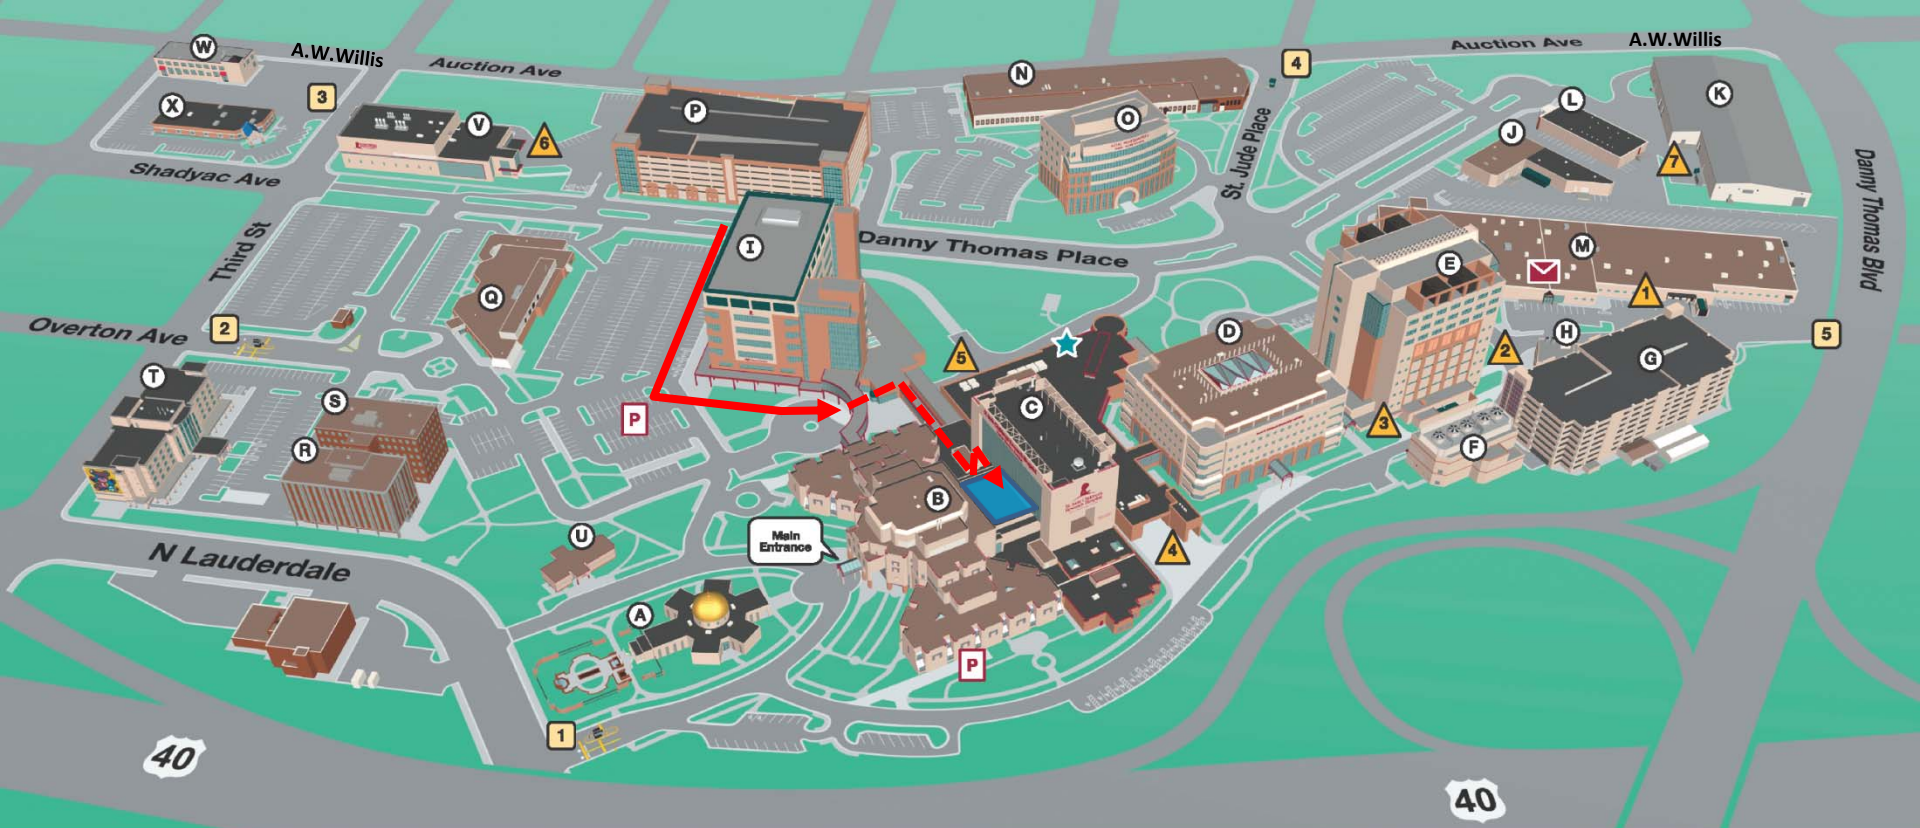 W
A.W.Willis
Auction Ave
4
Auction Ave
A.W.Willis
X
3
V
6
P
N
O
St. Jude Place
L
J
K
7
Shadyac Ave
Third St
Danny Thomas Blvd
I
Danny Thomas Place
Q
E
M
1
2
Overton Ave
5
D
2
H
G
5
T
S
P
C
3
F
R
B
Main
Entrance
U
4
N Lauderdale
A
P
1
40
40